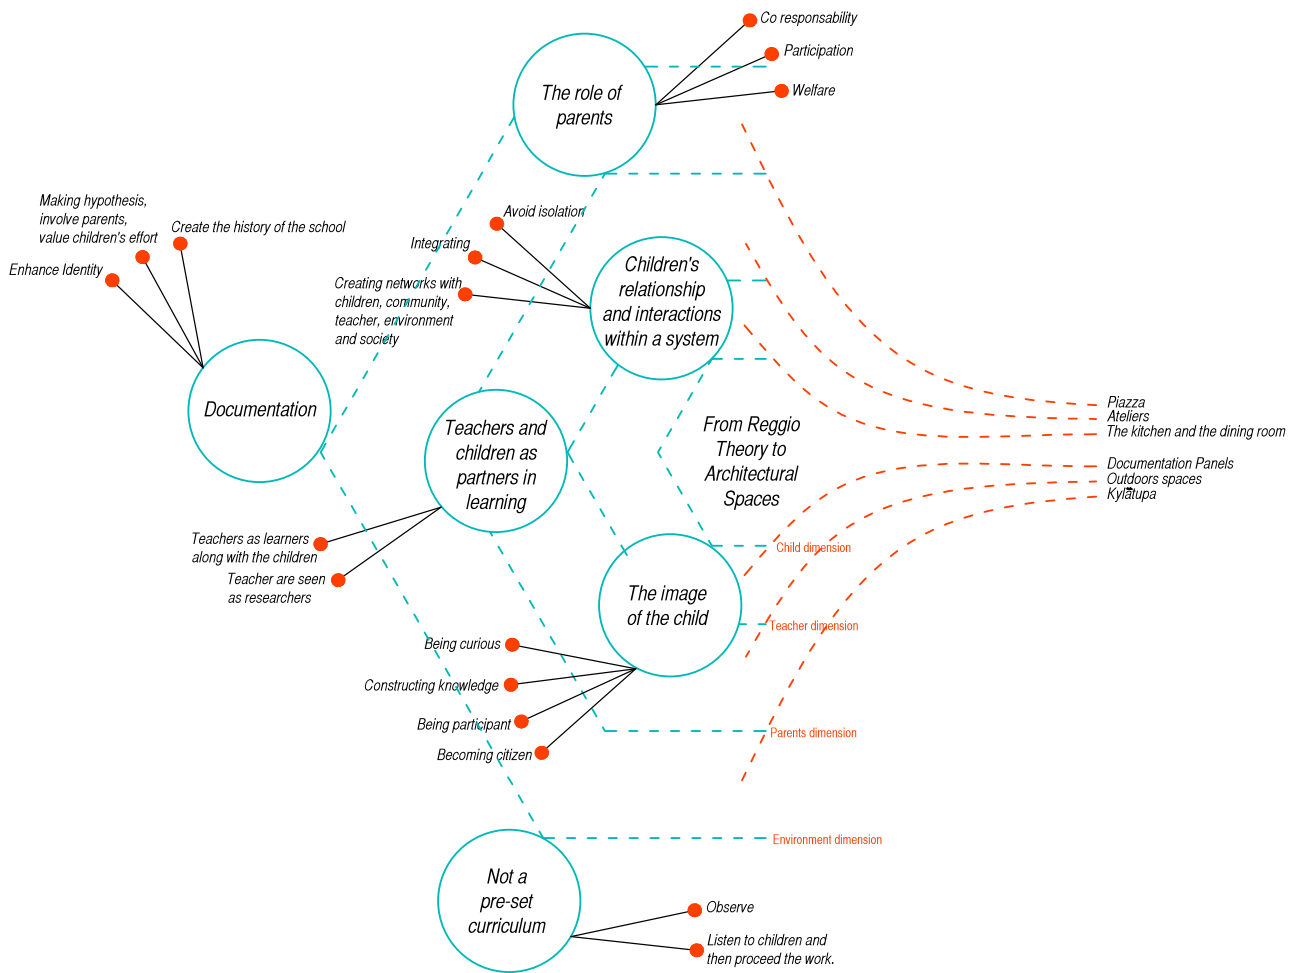 Co responsability
Participation
Welfare
The role of
parents
Making hypothesis,
involve parents,
value children's effort
Create the history of the school
Enhance Identity
Avoid isolation
Integrating
Creating networks with
children, community,
teacher, environment
and society
Children's
relationship
and interactions
within a system
Documentation
Teachers and
children as
partners in
learning
From Reggio
Theory to
Architectural
Spaces
Piazza
Ateliers
The kitchen and the dining room
Documentation Panels
Outdoors spaces
Kylätupa
Teachers as learners
along with the children
Teacher are seen
as researchers
Child dimension
The image
of the child
Teacher dimension
Being curious
Constructing knowledge
Being participant
Becoming citizen
Parents dimension
Environment dimension
Not a
pre-set
curriculum
Observe
Listen to children and
then proceed the work.